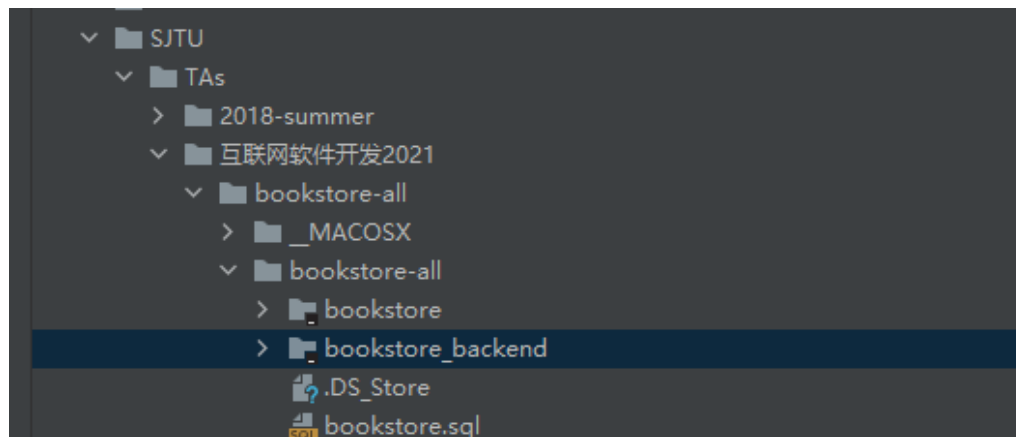 SJTU
TAs
2018-summer
互联网软件开发2021
bookstore-all
__MACOSX
bookstore-all
bookstore
bookstore_backend
.DS_Store
bookstore.sql